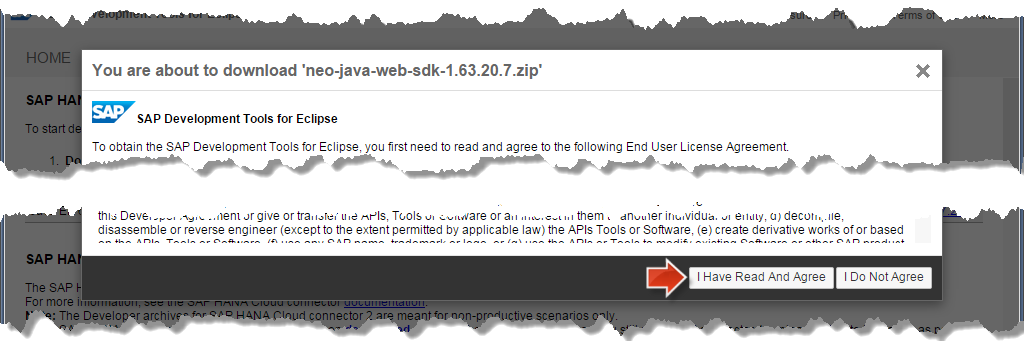 HOME
You are about to download 'neo-java-web-sdk-1.63.20.7.zip'
SAP HAN
SAP SAP Development Tools for Eclipse
To start de
To obtain the SAP Development Tools for Eclipse, you first need to read and agree to the following End User License Agreement.
1. Do
this Developer Agreement or give or transfer the APIs, Tools or Software or an interest in them to another individual or entity, d) decompile,
disassemble or reverse engineer (except to the extent permitted by applicable law) the APIs Tools or Software, (e) create derivative works of or based
on the APIs, Tools or Software, (f) use any SAP name, trademark or logo, or (g) use the APIs or Tools to modify existing Software or other SAP product
SAP HAN
I Have Read And Agree I Do Not Agree
The SAP H
For more information, see the SAP HANA Cloud connector documentation.
Note: The Developer archives for SAP HANA Cloud connector 2 are meant for non-productive scenarios only.